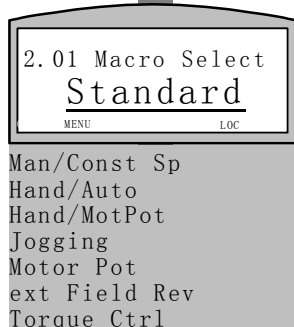 2.01 Macro Select
Standard
MENU LOC
Man/Const Sp
Hand/Auto
Hand/MotPot
Jogging
Motor Pot
ext Field Rev
Torque Ctrl